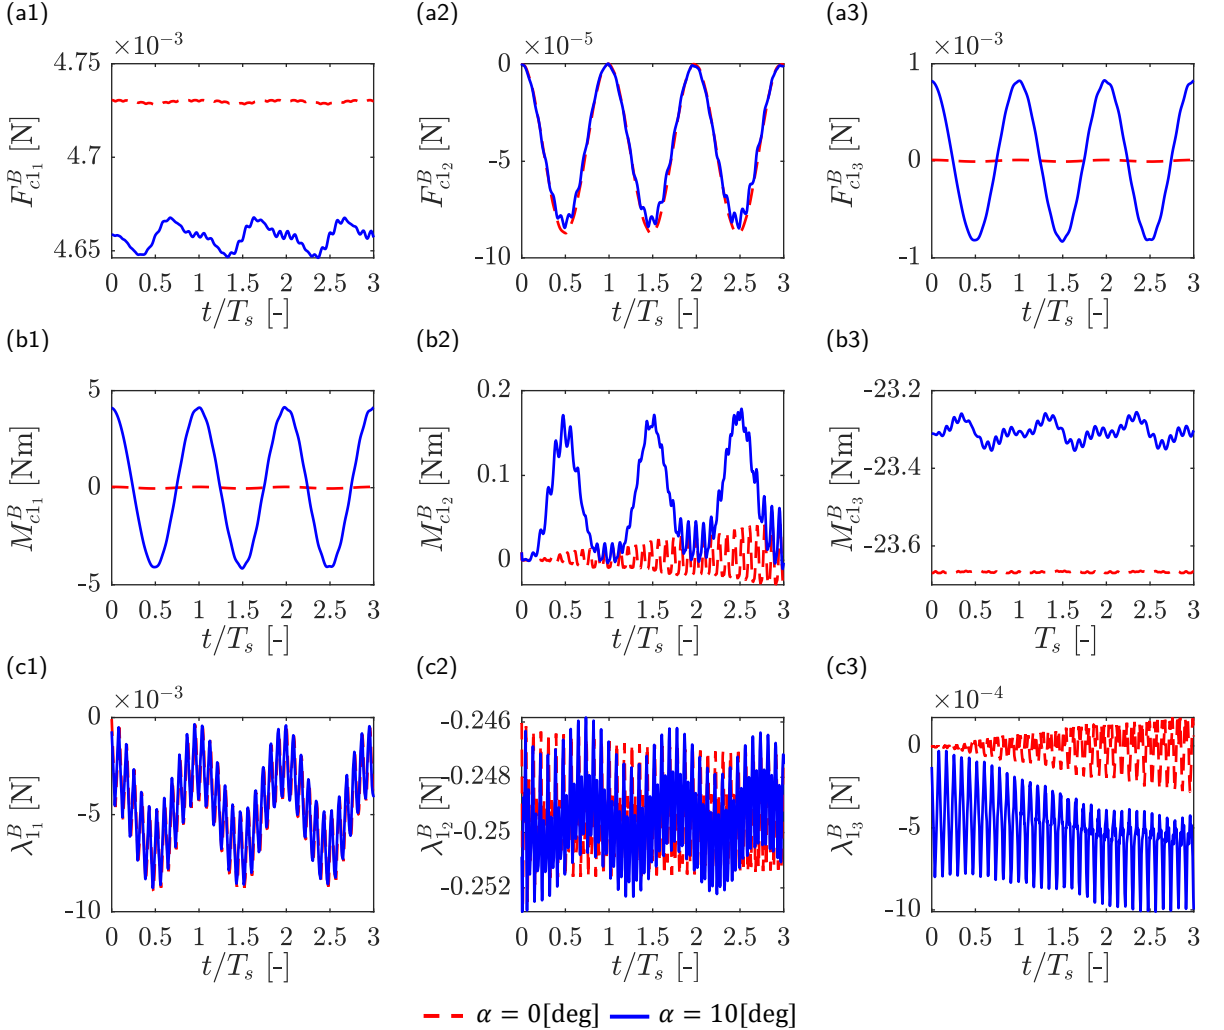 (a1) (a2) (a3)
×10⁻³ ×10⁻⁵ ×10⁻³
4.75
4.7
4.65
F^B_{c1_1} [N]
0 0.5 1 1.5 2 2.5 3
t/T_s [-]
0
-5
-10
F^B_{c1_2} [N]
0 0.5 1 1.5 2 2.5 3
t/T_s [-]
1
0
-1
F^B_{c1_3} [N]
0 0.5 1 1.5 2 2.5 3
t/T_s [-]
(b1) (b2) (b3)
5
0
-5
M^B_{c1_1} [Nm]
0 0.5 1 1.5 2 2.5 3
t/T_s [-]
0.2
0.1
0
M^B_{c1_2} [Nm]
0 0.5 1 1.5 2 2.5 3
t/T_s [-]
-23.2
-23.4
-23.6
M^B_{c1_3} [Nm]
0 0.5 1 1.5 2 2.5 3
T_s [-]
(c1) (c2) (c3)
×10⁻³
0
-5
-10
λ^B_{1_1} [N]
0 0.5 1 1.5 2 2.5 3
t/T_s [-]
-0.246
-0.248
-0.25
-0.252
λ^B_{1_2} [N]
0 0.5 1 1.5 2 2.5 3
t/T_s [-]
×10⁻⁴
0
-5
-10
λ^B_{1_3} [N]
0 0.5 1 1.5 2 2.5 3
t/T_s [-]
α = 0[deg] α = 10[deg]